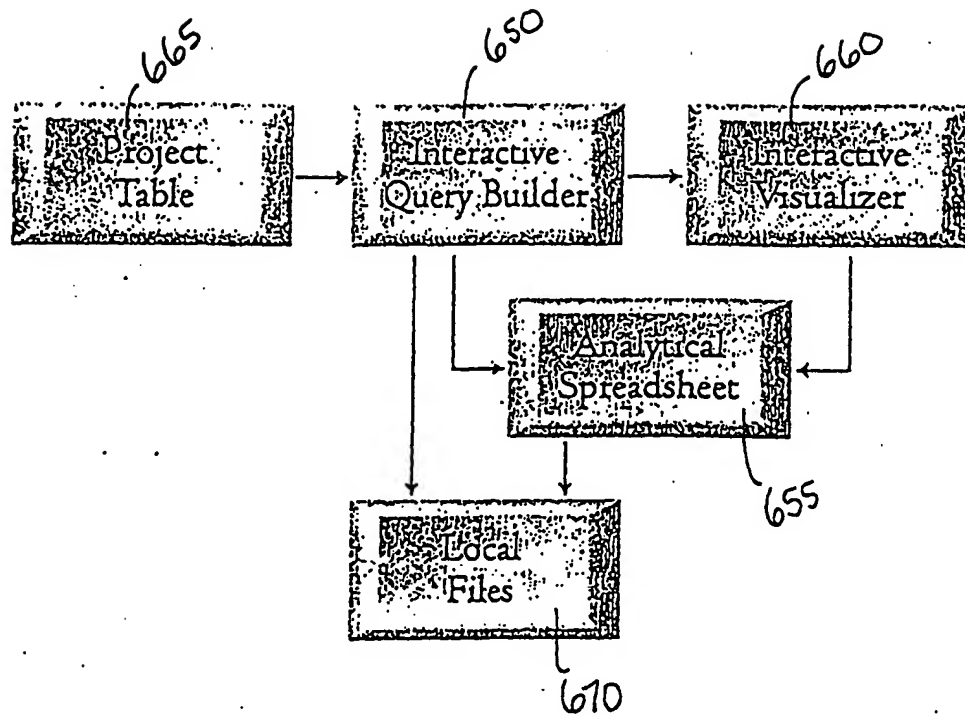 665
650
660
Project
Table
Interactive
Query Builder
Interactive
Visualizer
Analytical
Spreadsheet
655
Local
Files
670